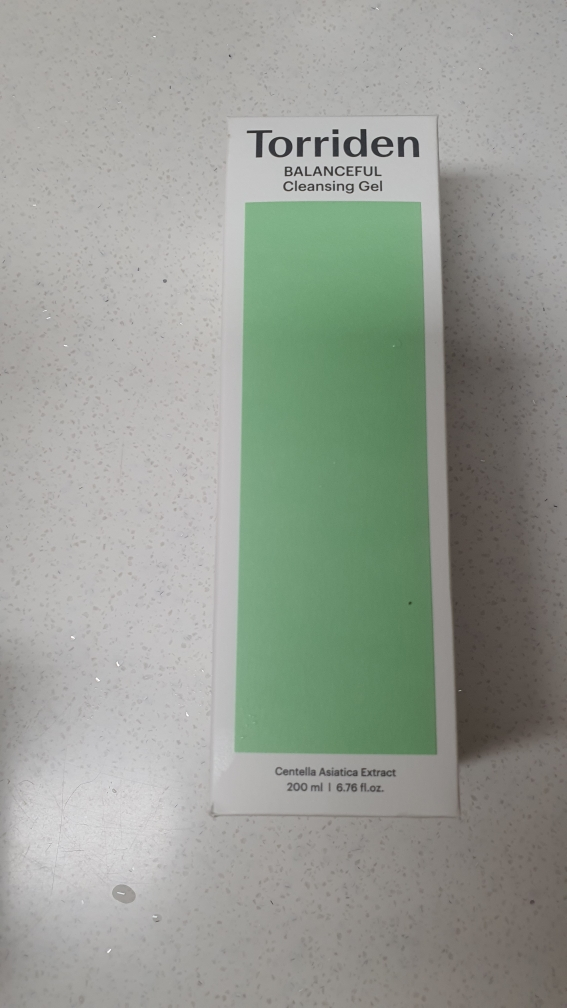 Torriden
BALANCEFUL
Cleansing Gel
Centella Asiatica Extract
200 ml | 6.76 fl.oz.